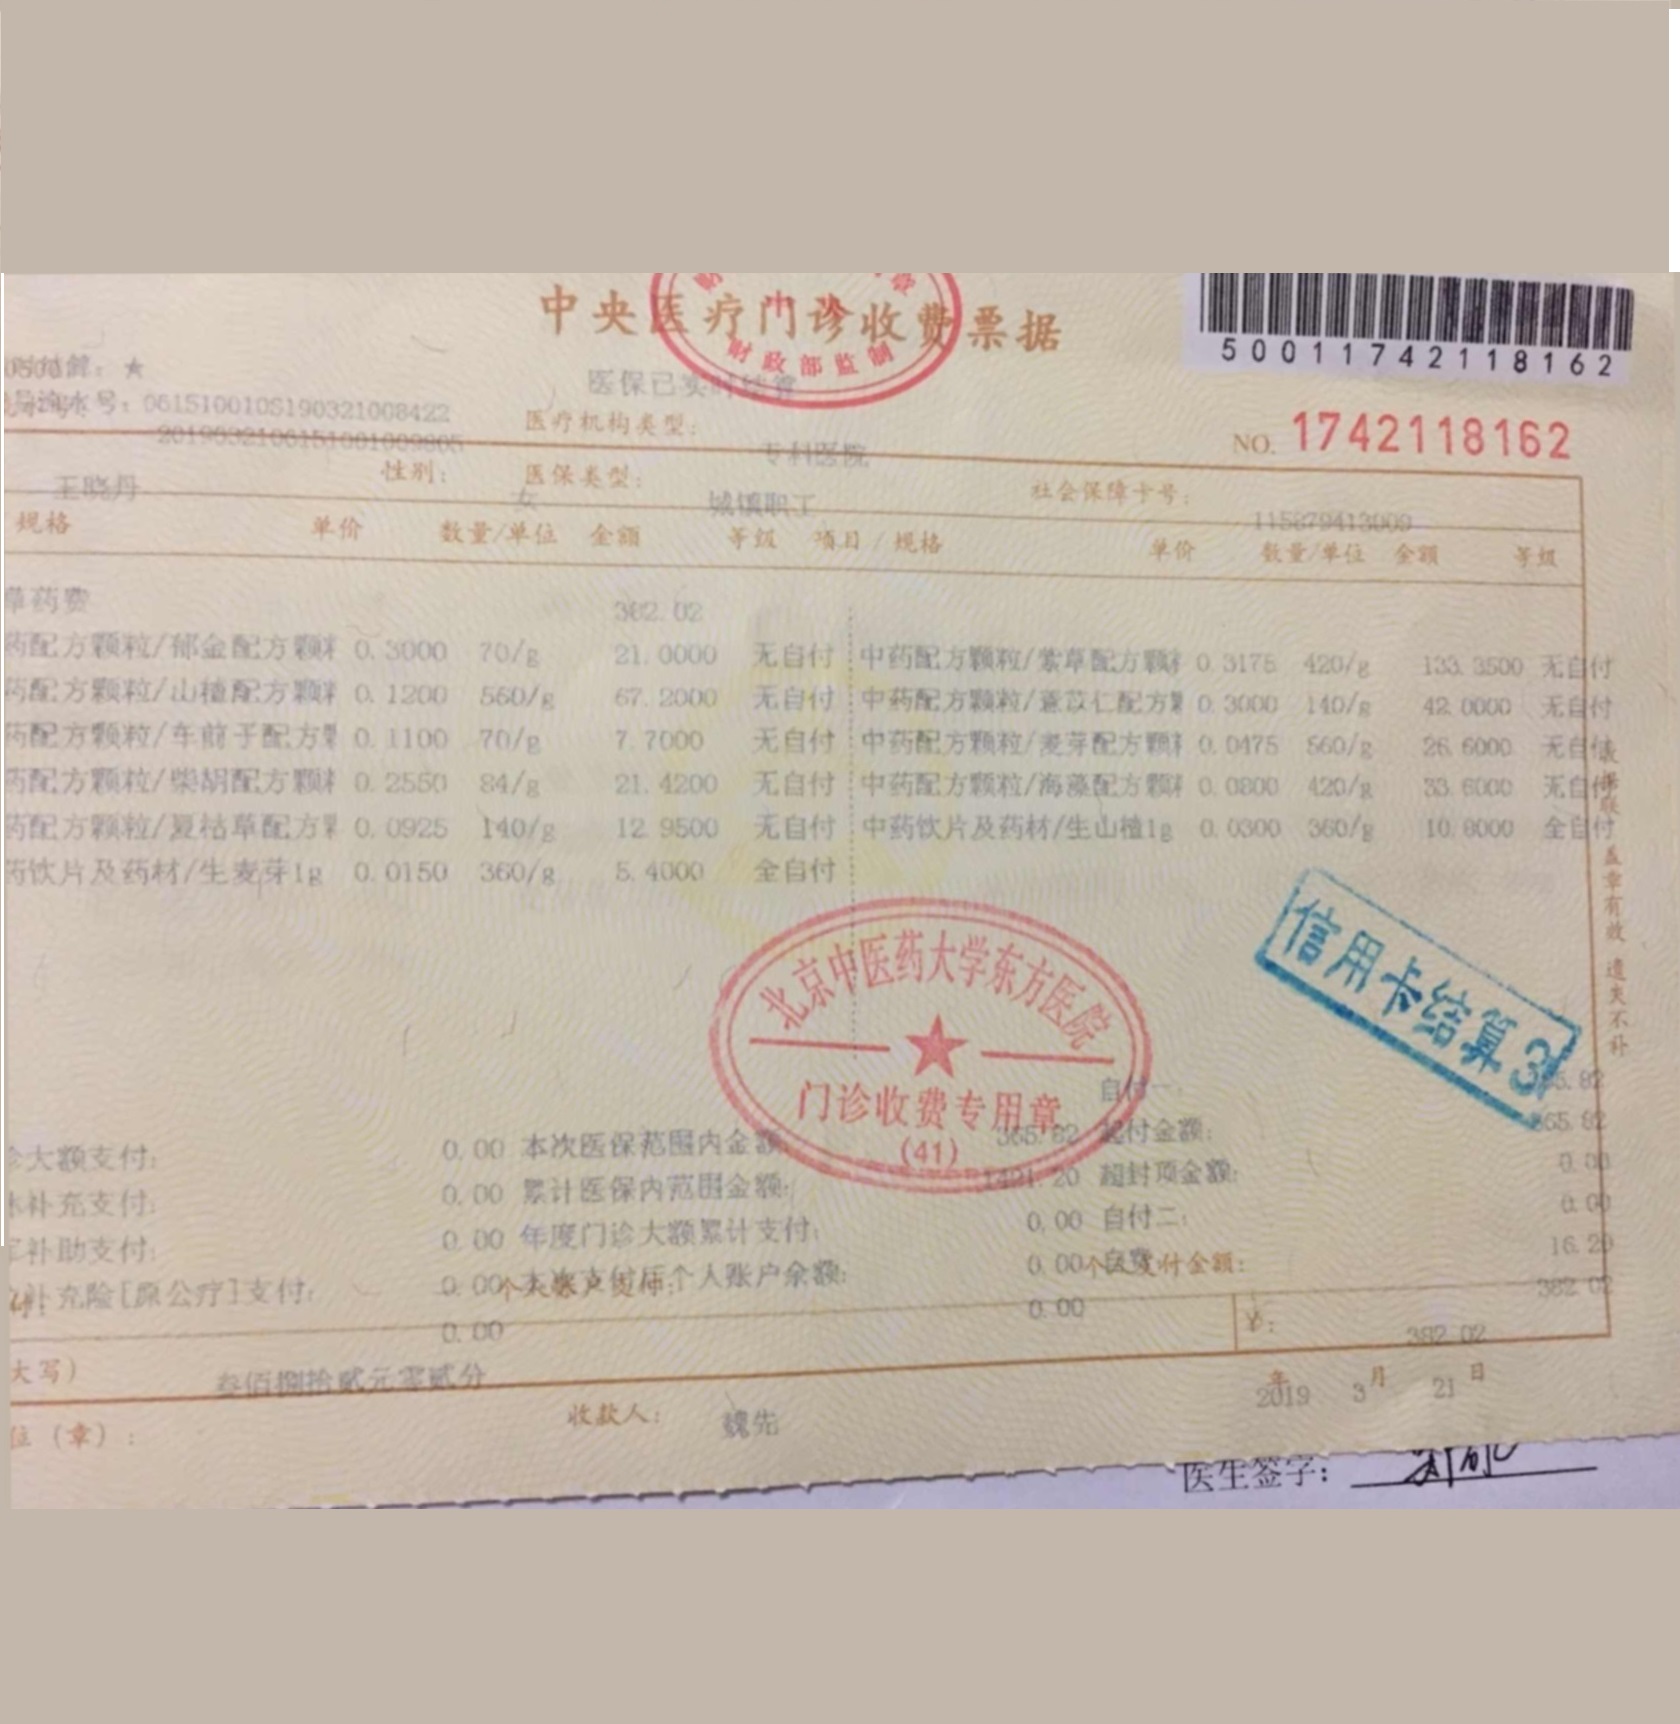 中央医疗门诊收费票据
财政部监制
50011742118162
医保已实时结算
业务流水号：0615100105190321008422
医疗机构类型：
NO. 1742118162
2019032100151001009805
专科医院
王晓丹
性别：
女
医保类型：
城镇职工
社会保障卡号：
115879413009
规格 单价 数量/单位 金额 等级 项目/规格 单价 数量/单位 金额 等级
草药费 382.02
药配方颗粒/郁金配方颗粒 0.3000 70/g 21.0000 无自付 中药配方颗粒/紫草配方颗粒 0.3175 420/g 133.3500 无自付
药配方颗粒/山楂配方颗粒 0.1200 560/g 67.2000 无自付 中药配方颗粒/薏苡仁配方颗 0.3000 140/g 42.0000 无自付
药配方颗粒/车前子配方颗 0.1100 70/g 7.7000 无自付 中药配方颗粒/麦芽配方颗粒 0.0475 560/g 26.6000 无自付
药配方颗粒/柴胡配方颗粒 0.2550 84/g 21.4200 无自付 中药配方颗粒/海藻配方颗粒 0.0800 420/g 33.6000 无自付
药配方颗粒/夏枯草配方颗 0.0925 140/g 12.9500 无自付 中药饮片及药材/生山楂1g 0.0300 360/g 10.8000 全自付
药饮片及药材/生麦芽1g 0.0150 360/g 5.4000 全自付
盖章有效 遗失不补
信用卡结算 3
北京中医药大学东方医院
门诊收费专用章
(41)
自付一：
365.82
诊大额支付： 0.00 本次医保范围内金额： 365.82 起付金额： 365.82
补充支付： 0.00 累计医保内范围金额： 1421.20 超封顶金额： 0.00
军补助支付： 0.00 年度门诊大额累计支付： 0.00 自付二： 0.00
补充险[原公疗]支付： 0.00 本次支付后个人账户余额： 0.00 自费： 16.20
个人账户支付：
0.00
0.00
个人支付金额：
382.02
大写） 叁佰捌拾贰元零贰分
¥： 382.02
位（章）：
收款人： 魏先
2019 年 3 月 21 日
医生签字：